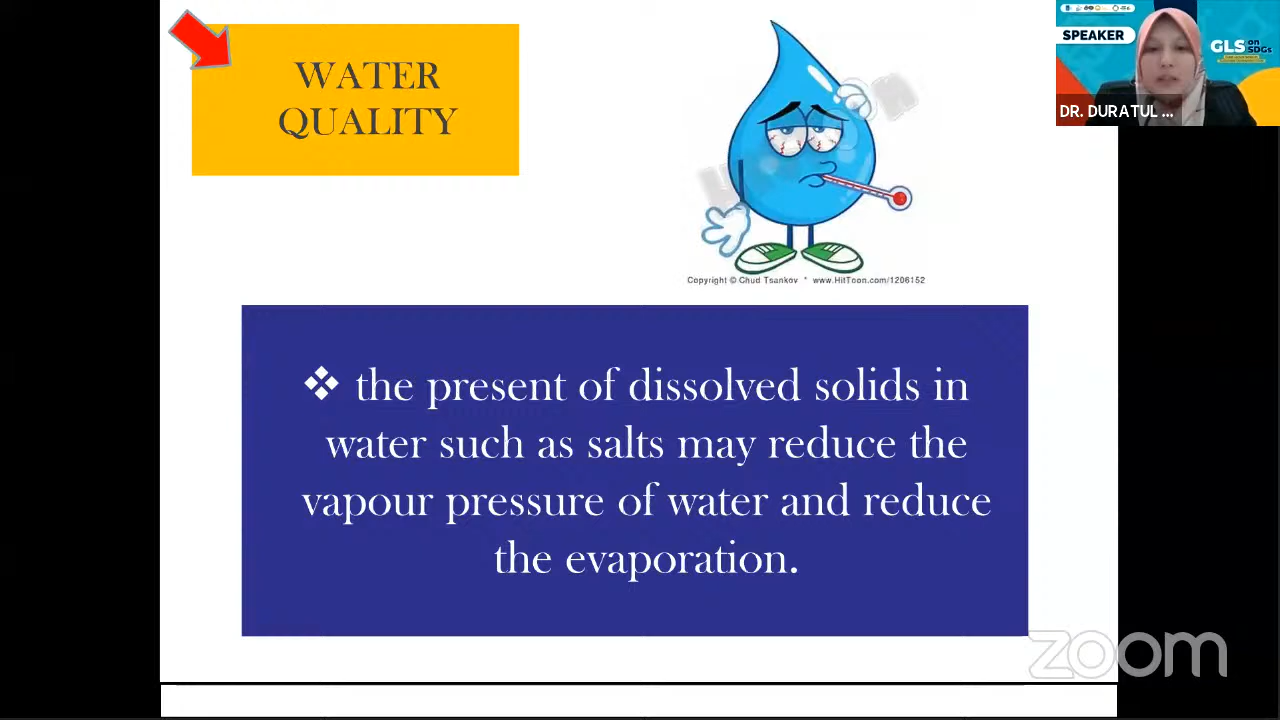 WATER
QUALITY
SPEAKER
GLS on SDGs
DR. DURATUL ...
Copyright © Chud Tsankov * www.HitToon.com/1206152
❖ the present of dissolved solids in
water such as salts may reduce the
vapour pressure of water and reduce
the evaporation.
zoom